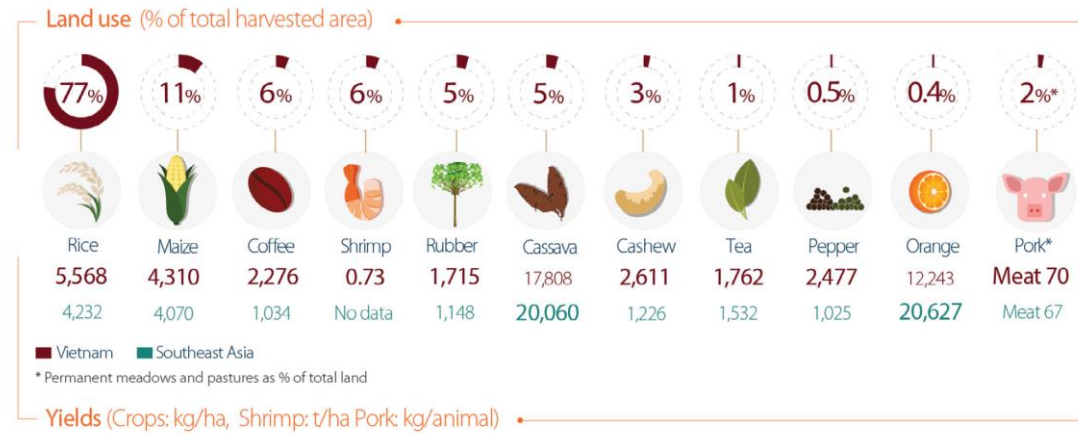 Land use (% of total harvested area)
77% 11% 6% 6% 5% 5% 3% 1% 0.5% 0.4% 2%*
Rice Maize Coffee Shrimp Rubber Cassava Cashew Tea Pepper Orange Pork*
5,568 4,310 2,276 0.73 1,715 17,808 2,611 1,762 2,477 12,243 Meat 70
4,232 4,070 1,034 No data 1,148 20,060 1,226 1,532 1,025 20,627 Meat 67
Vietnam Southeast Asia
* Permanent meadows and pastures as % of total land
Yields (Crops: kg/ha, Shrimp: t/ha Pork: kg/animal)